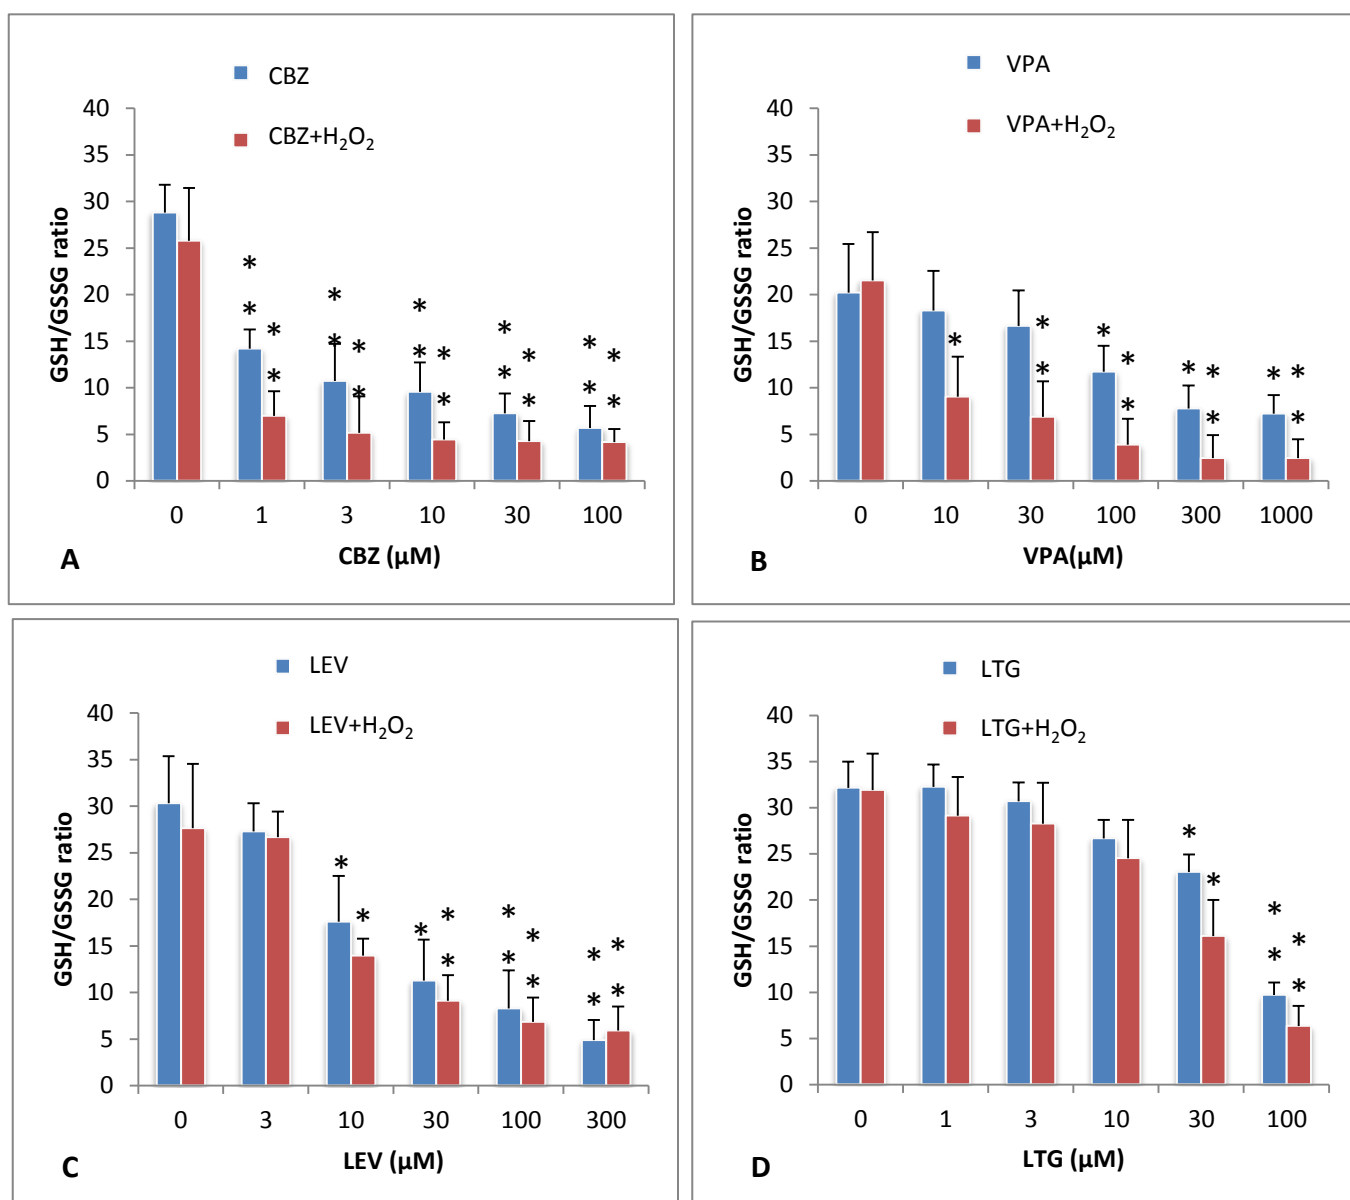 CBZ
CBZ+H₂O₂
40
35
30
25
20
15
10
5
0
GSH/GSSG ratio
* * * * * * * * * *
* * * * * * * * * *
0 1 3 10 30 100
CBZ (µM)
A
VPA
VPA+H₂O₂
40
35
30
25
20
15
10
5
0
GSH/GSSG ratio
* * * * * * * *
* * * *
0 10 30 100 300 1000
VPA(µM)
B
LEV
LEV+H₂O₂
40
35
30
25
20
15
10
5
0
GSH/GSSG ratio
* * * * * * * *
* * * * *
0 3 10 30 100 300
LEV (µM)
C
LTG
LTG+H₂O₂
40
35
30
25
20
15
10
5
0
GSH/GSSG ratio
* * * *
* *
0 1 3 10 30 100
LTG (µM)
D